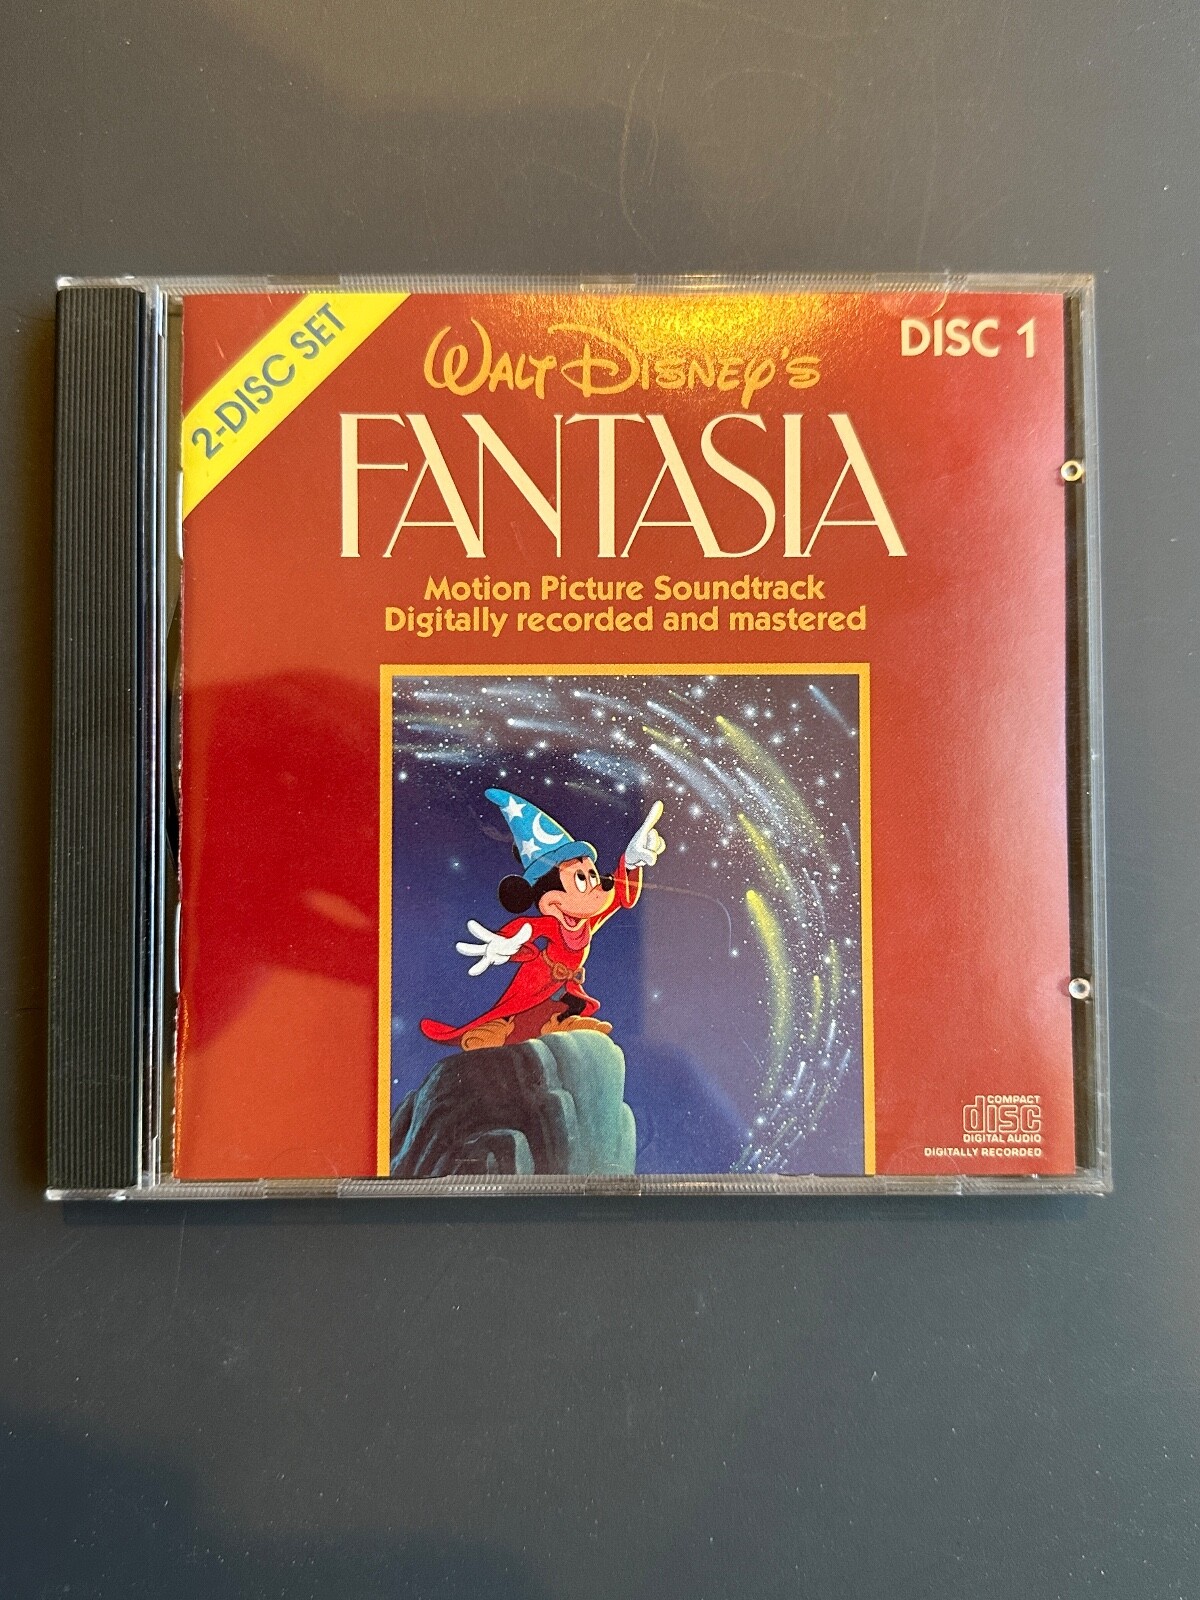 2-DISC SET
WALT DISNEY'S
DISC 1
FANTASIA
Motion Picture Soundtrack
Digitally recorded and mastered
COMPACT
disc
DIGITAL AUDIO
DIGITALLY RECORDED